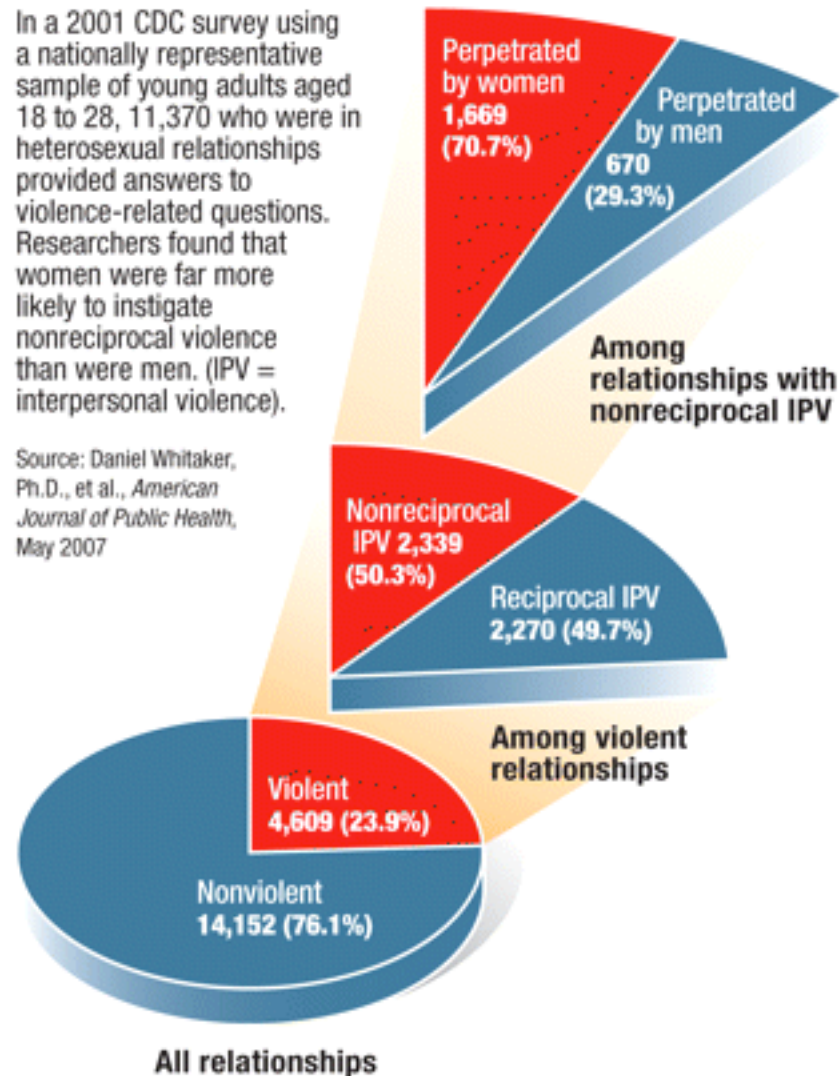 In a 2001 CDC survey using
a nationally representative
sample of young adults aged
18 to 28, 11,370 who were in
heterosexual relationships
provided answers to
violence-related questions.
Researchers found that
women were far more
likely to instigate
nonreciprocal violence
than were men. (IPV =
interpersonal violence).
Source: Daniel Whitaker,
Ph.D., et al., American
Journal of Public Health,
May 2007
Perpetrated
by women
1,669
(70.7%)
Perpetrated
by men
670
(29.3%)
Among
relationships with
nonreciprocal IPV
Nonreciprocal
IPV 2,339
(50.3%)
Reciprocal IPV
2,270 (49.7%)
Among violent
relationships
Violent
4,609 (23.9%)
Nonviolent
14,152 (76.1%)
All relationships